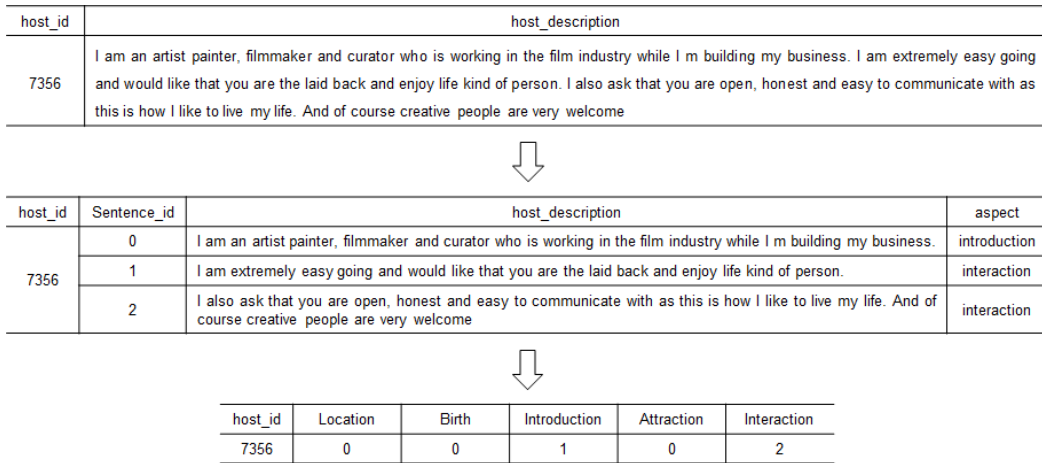 host_id host_description
7356 I am an artist painter, filmmaker and curator who is working in the film industry while I m building my business. I am extremely easy going
and would like that you are the laid back and enjoy life kind of person. I also ask that you are open, honest and easy to communicate with as
this is how I like to live my life. And of course creative people are very welcome
host_id Sentence_id host_description aspect
7356
0 I am an artist painter, filmmaker and curator who is working in the film industry while I m building my business. introduction
1 I am extremely easy going and would like that you are the laid back and enjoy life kind of person. interaction
2 I also ask that you are open, honest and easy to communicate with as this is how I like to live my life. And of
course creative people are very welcome interaction
host_id Location Birth Introduction Attraction Interaction
7356 0 0 1 0 2